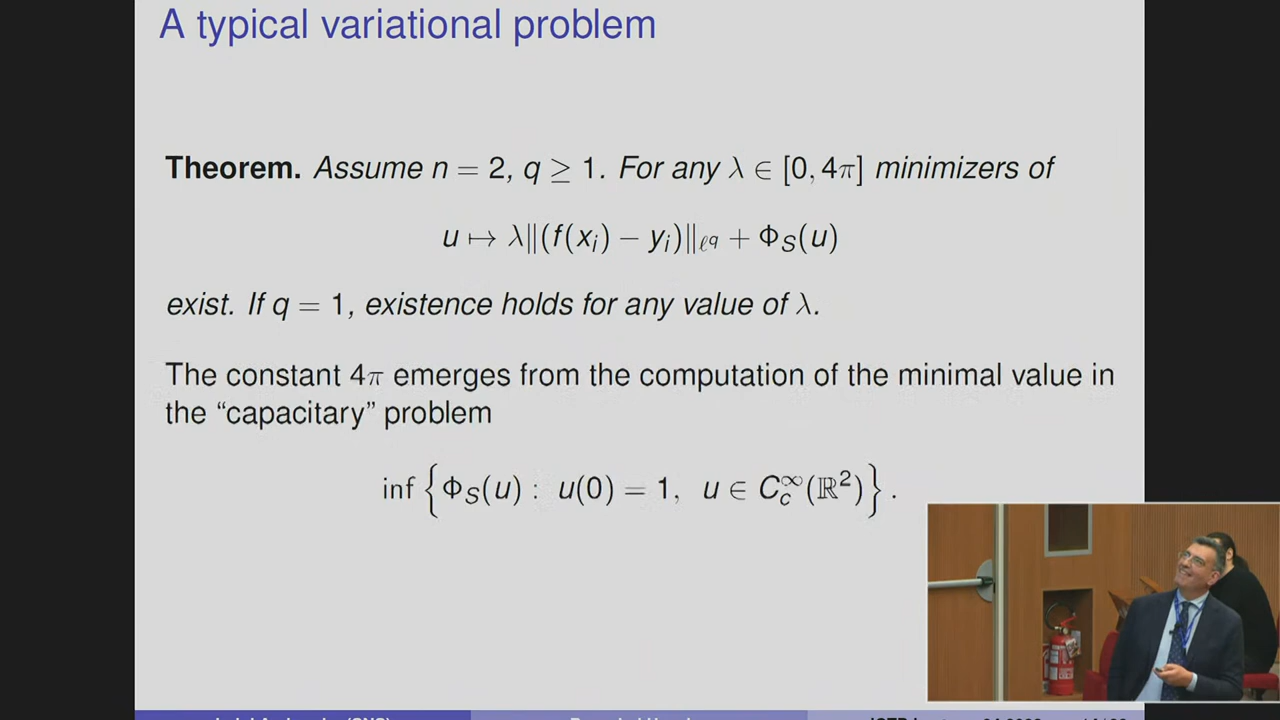 A typical variational problem
Theorem. Assume n = 2, q ≥ 1. For any λ ∈ [0, 4π] minimizers of
u ↦ λ‖(f(xᵢ) − yᵢ)‖ℓq + ΦS(u)
exist. If q = 1, existence holds for any value of λ.
The constant 4π emerges from the computation of the minimal value in
the “capacitary” problem
inf {ΦS(u) : u(0) = 1, u ∈ C∞c(ℝ²)} .